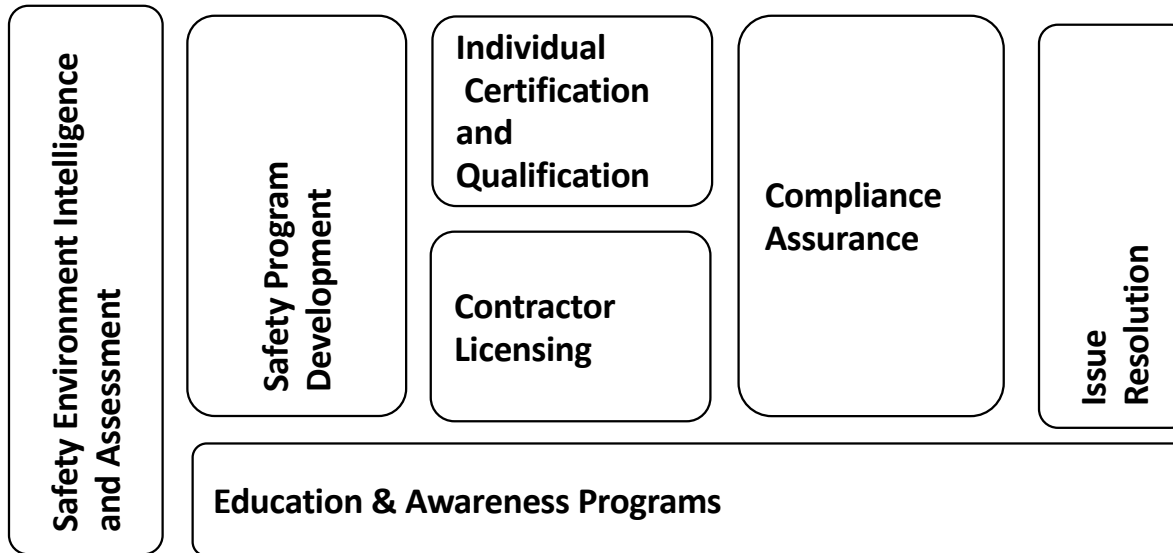 Safety Environment Intelligence
and Assessment
Safety Program
Development
Individual
Certification
and
Qualification
Contractor
Licensing
Compliance
Assurance
Issue
Resolution
Education & Awareness Programs